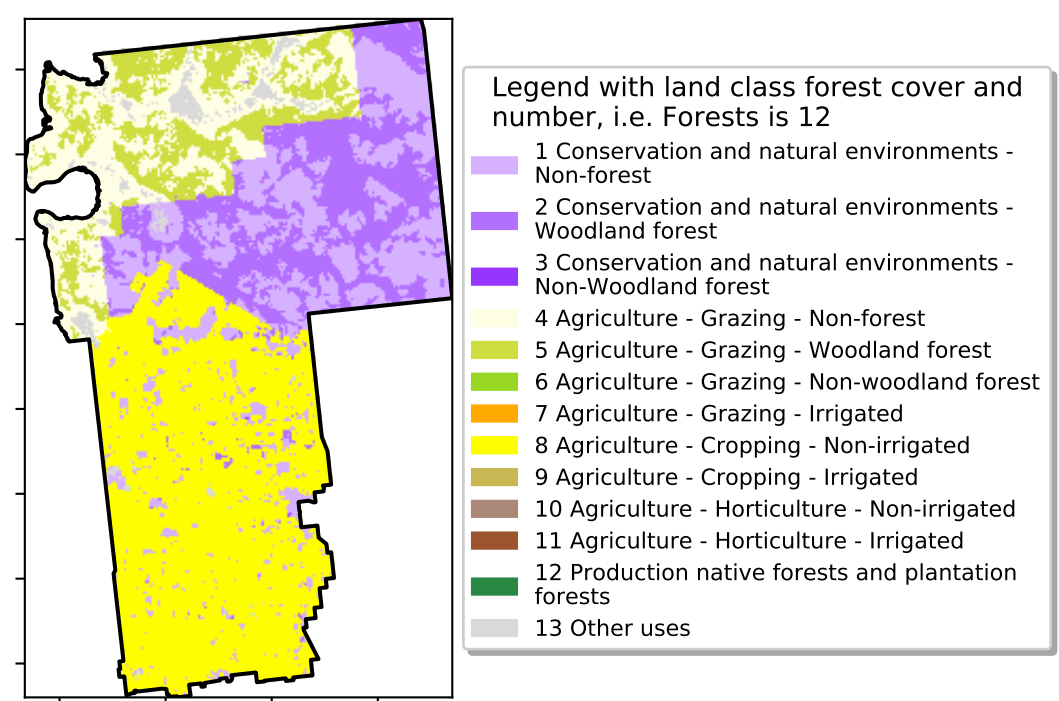 Legend with land class forest cover and
number, i.e. Forests is 12
1 Conservation and natural environments -
Non-forest
2 Conservation and natural environments -
Woodland forest
3 Conservation and natural environments -
Non-Woodland forest
4 Agriculture - Grazing - Non-forest
5 Agriculture - Grazing - Woodland forest
6 Agriculture - Grazing - Non-woodland forest
7 Agriculture - Grazing - Irrigated
8 Agriculture - Cropping - Non-irrigated
9 Agriculture - Cropping - Irrigated
10 Agriculture - Horticulture - Non-irrigated
11 Agriculture - Horticulture - Irrigated
12 Production native forests and plantation
forests
13 Other uses